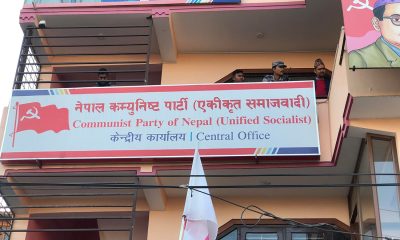 नेपाल कम्युनिष्ट पार्टी (एकीकृत समाजवादी)
Communist Party of Nepal (Unified Socialist)
केन्द्रीय कार्यालय | Central Office